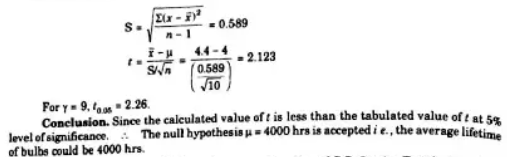 S = √(Σ(x - x̄)² / (n - 1)) = 0.589
t = (x̄ - μ) / (S/√n) = (4.4 - 4) / (0.589 / √10) = 2.123
For γ = 9, t₀.₀₅ = 2.26.
Conclusion. Since the calculated value of t is less than the tabulated value of t at 5%
level of significance. ∴ The null hypothesis μ = 4000 hrs is accepted i e., the average lifetime
of bulbs could be 4000 hrs.